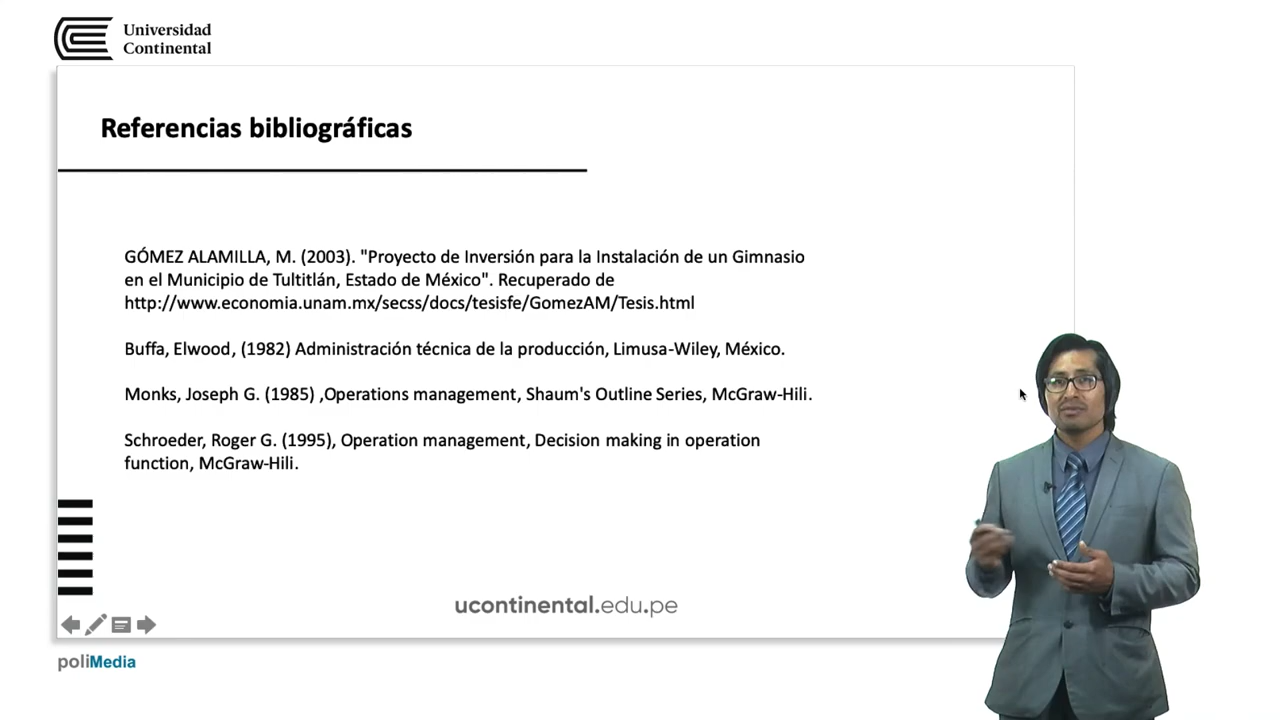 Universidad
Continental
Referencias bibliográficas
GÓMEZ ALAMILLA, M. (2003). "Proyecto de Inversión para la Instalación de un Gimnasio
en el Municipio de Tultitlán, Estado de México". Recuperado de
http://www.economia.unam.mx/secss/docs/tesisfe/GomezAM/Tesis.html
Buffa, Elwood, (1982) Administración técnica de la producción, Limusa-Wiley, México.
Monks, Joseph G. (1985) ,Operations management, Shaum's Outline Series, McGraw-Hili.
Schroeder, Roger G. (1995), Operation management, Decision making in operation
function, McGraw-Hili.
ucontinental.edu.pe
poliMedia